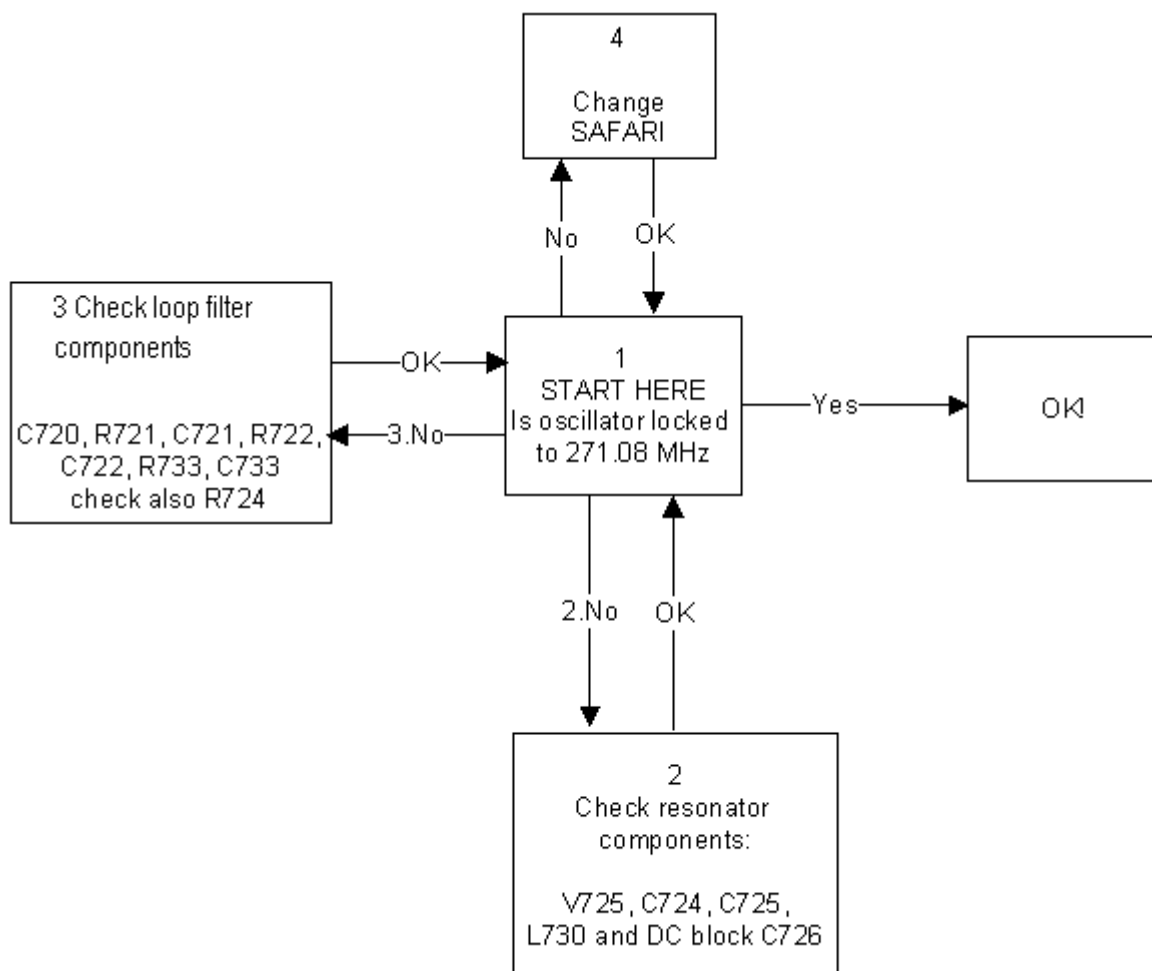 4
Change
SAFARI
No
OK
3 Check loop filter
components
C720, R721, C721, R722,
C722, R733, C733
check also R724
OK
3.No
1
START HERE
Is oscillator locked
to 271.08 MHz
Yes
OK!
2.No
OK
2
Check resonator
components:
V725, C724, C725,
L730 and DC block C726